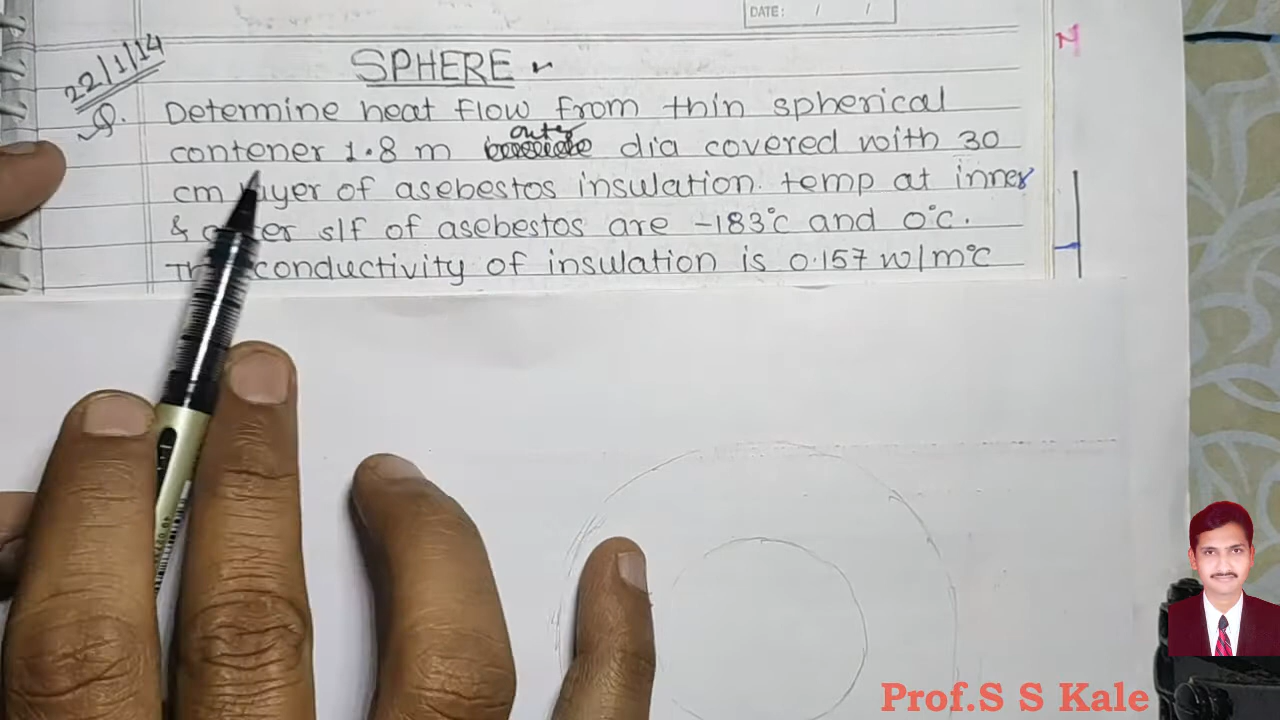 DATE: / /
22/1/14
SPHERE
Q. Determine heat flow from thin spherical
outer
contener 1.8 m dia covered with 30
cm layer of asebestos insulation. temp at inner
& outer s/f of asebestos are -183°c and 0°c.
conductivity of insulation is 0.157 w/m°c
Prof.S S Kale